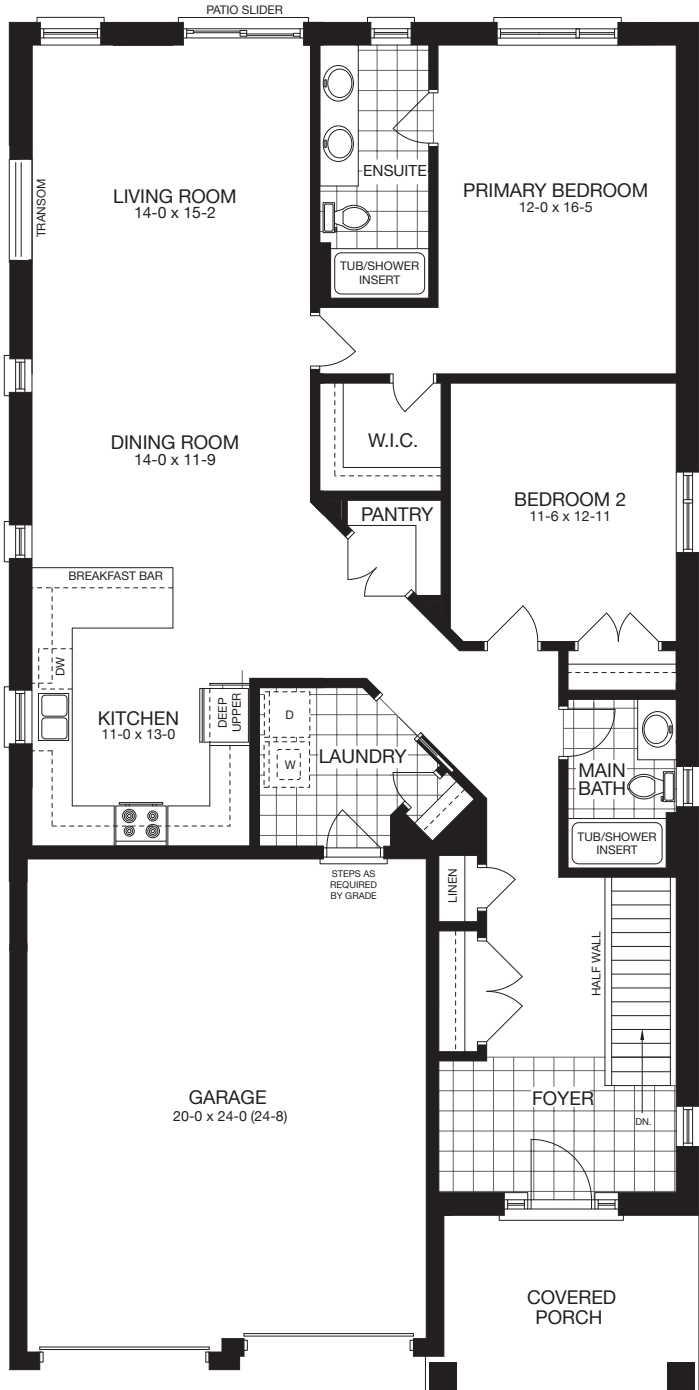 PATIO SLIDER
TRANSOM
LIVING ROOM
14-0 x 15-2
ENSUITE
PRIMARY BEDROOM
12-0 x 16-5
TUB/SHOWER
INSERT
DINING ROOM
14-0 x 11-9
W.I.C.
BEDROOM 2
11-6 x 12-11
PANTRY
BREAKFAST BAR
DW
KITCHEN
11-0 x 13-0
DEEP
UPPER
D
W
LAUNDRY
MAIN
BATH
TUB/SHOWER
INSERT
STEPS AS
REQUIRED
BY GRADE
LINEN
HALF WALL
GARAGE
20-0 x 24-0 (24-8)
FOYER
DN.
COVERED
PORCH